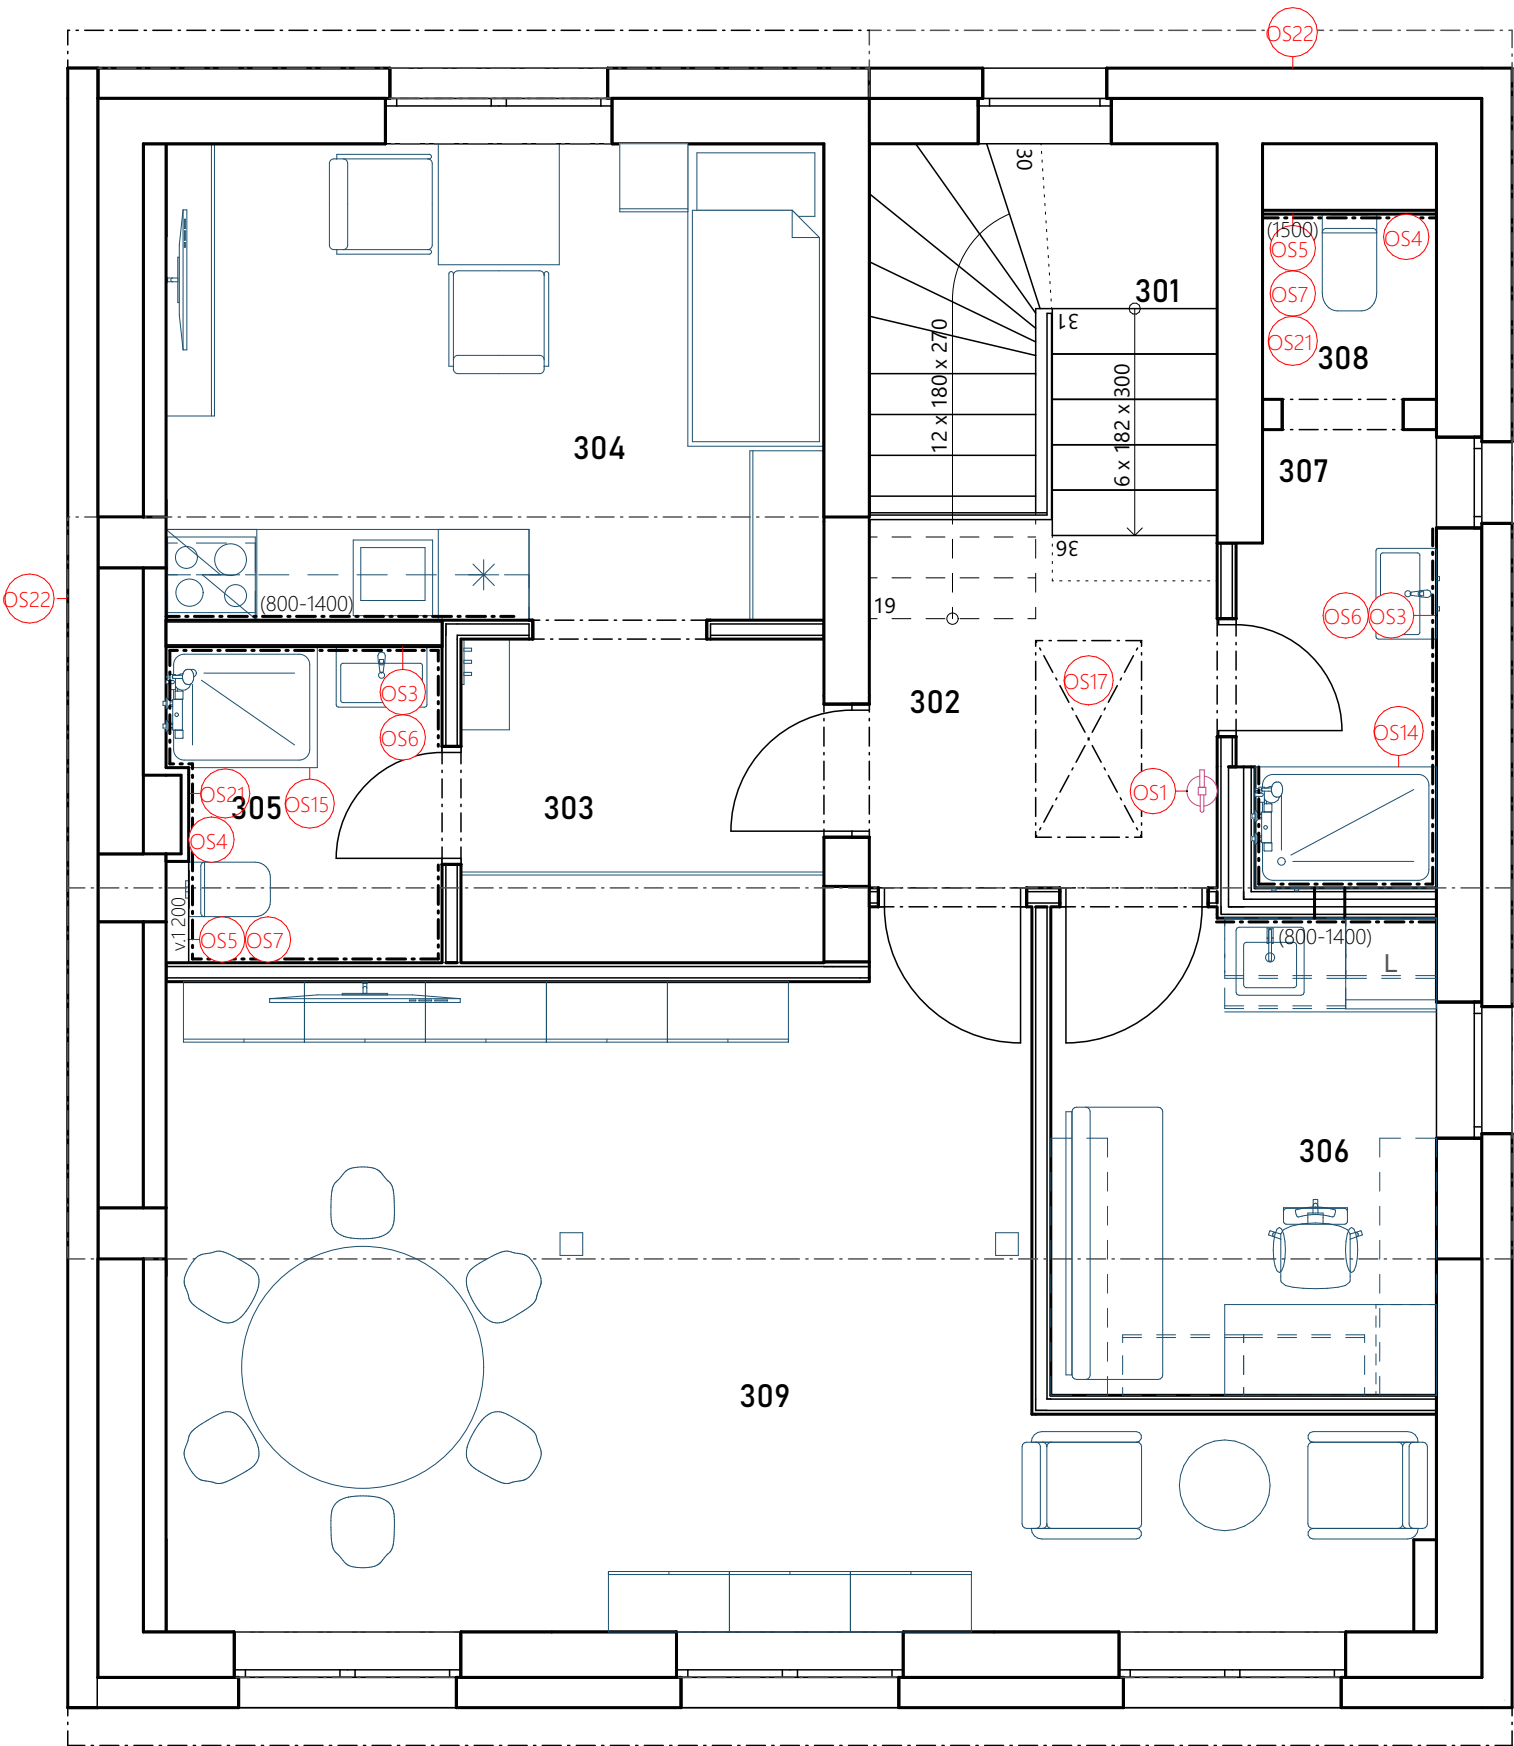 OS22
30
(1500)
OS4
OS5
OS7
OS21
301
31
308
12 x 180 x 270
6 x 182 x 300
304
307
36
OS22
(800-1400)
19
OS6
OS3
OS3
OS6
OS17
302
OS14
OS21
305
OS15
303
OS1
OS4
v.1200
OS5
OS7
(800-1400)
L
306
309